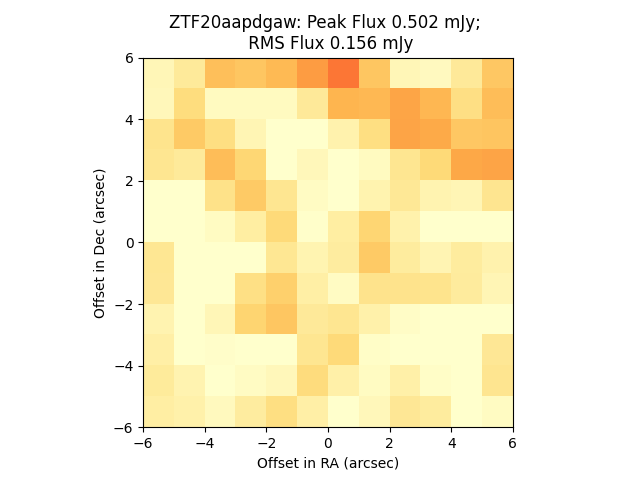 ZTF20aapdgaw: Peak Flux 0.502 mJy;
RMS Flux 0.156 mJy
6
4
2
0
−2
−4
−6
Offset in Dec (arcsec)
−6 −4 −2 0 2 4 6
Offset in RA (arcsec)